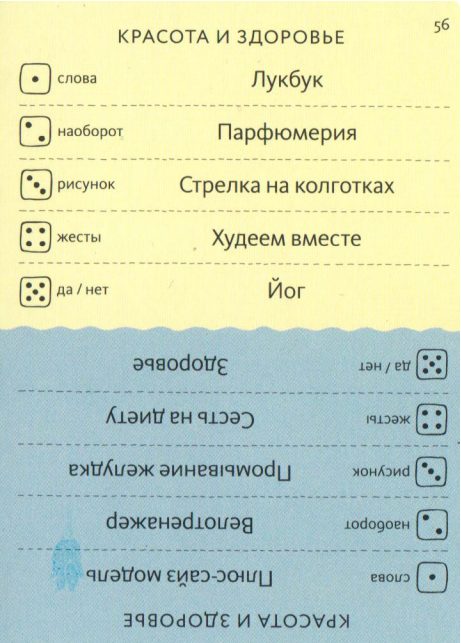 56
КРАСОТА И ЗДОРОВЬЕ
слова Лукбук
наоборот Парфюмерия
рисунок Стрелка на колготках
жесты Худеем вместе
да / нет Йог
КРАСОТА И ЗДОРОВЬЕ
слова Плюс-сайз модель
наоборот Велотренажер
рисунок Промывание желудка
жесты Сесть на диету
да / нет Здоровье